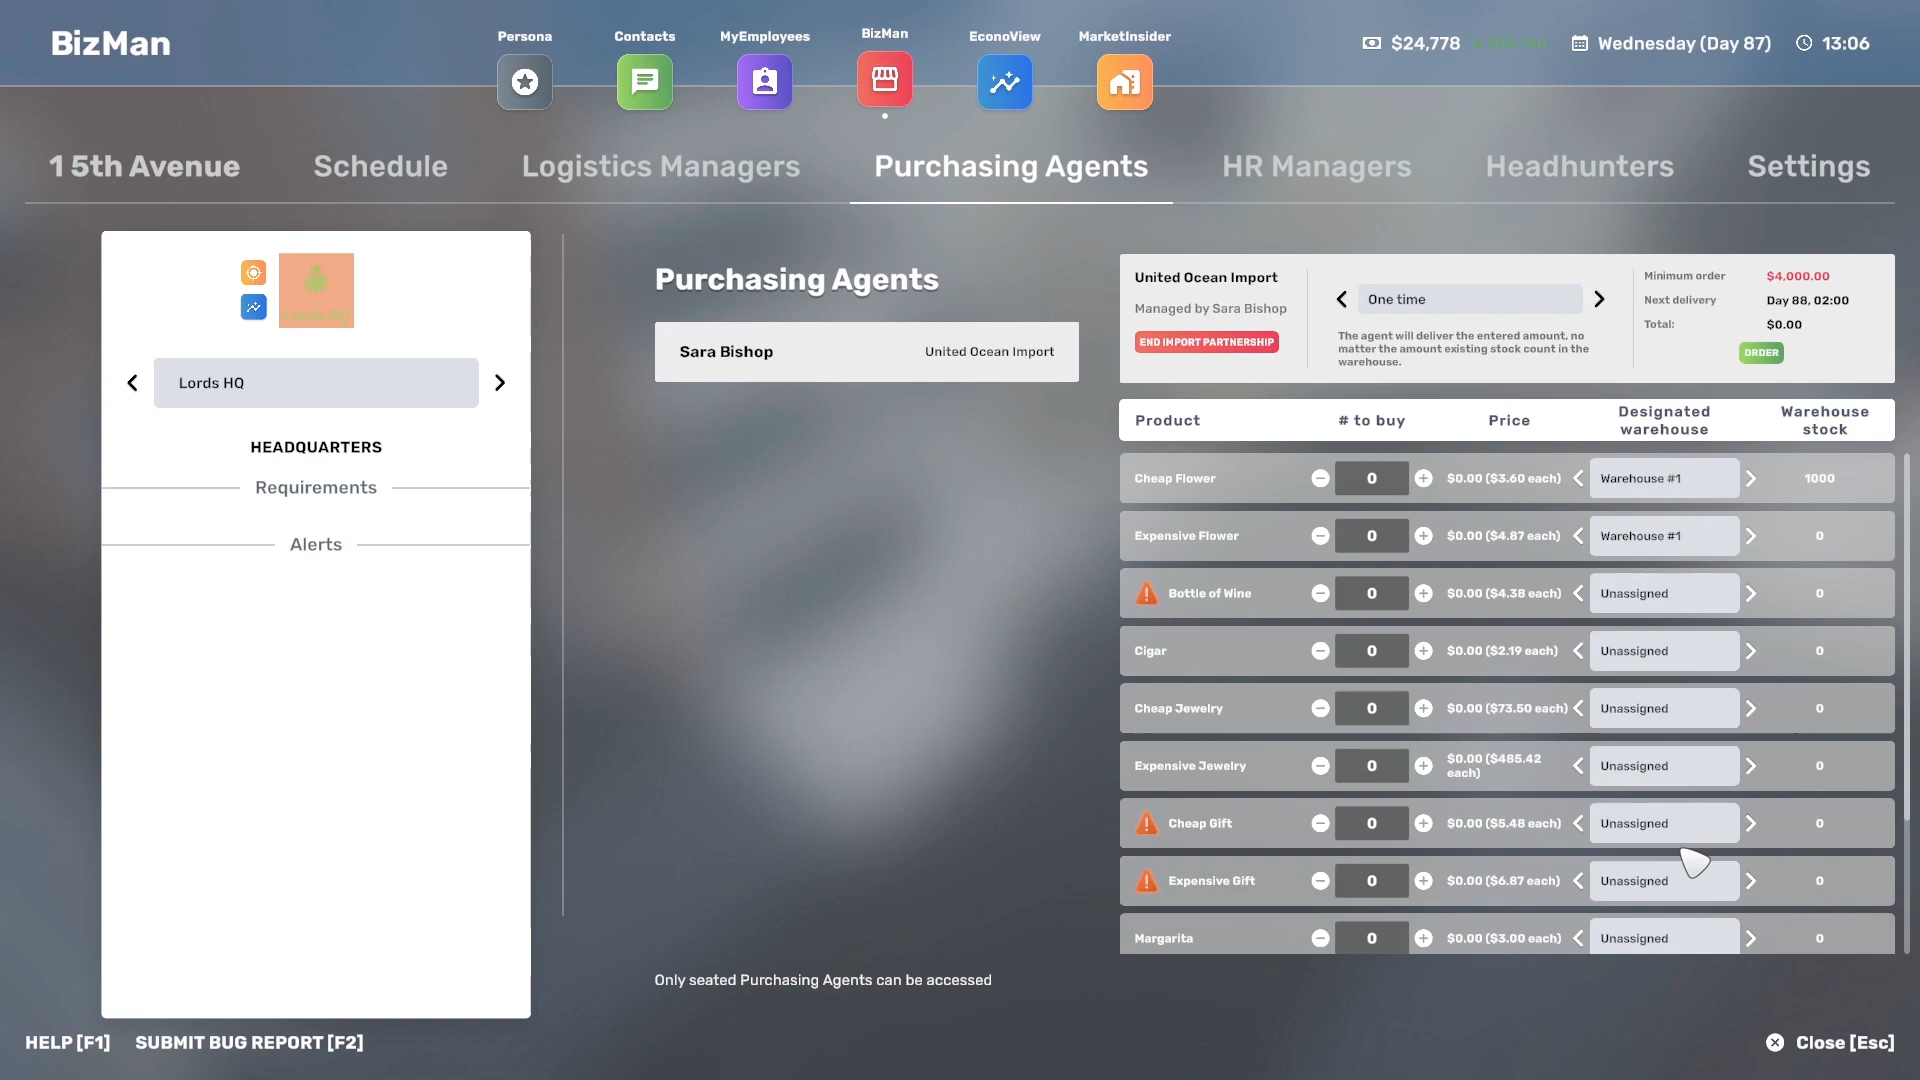 BizMan
Persona
Contacts
MyEmployees
BizMan
EconoView
MarketInsider
$24,778
Wednesday (Day 87)
13:06
1 5th Avenue
Schedule
Logistics Managers
Purchasing Agents
HR Managers
Headhunters
Settings
Lords HQ
Lords HQ
HEADQUARTERS
Requirements
Alerts
Purchasing Agents
Sara Bishop
United Ocean Import
Only seated Purchasing Agents can be accessed
United Ocean Import
Managed by Sara Bishop
END IMPORT PARTNERSHIP
One time
The agent will deliver the entered amount, no
matter the amount existing stock count in the
warehouse.
Minimum order $4,000.00
Next delivery Day 88, 02:00
Total: $0.00
ORDER
Product # to buy Price Designated warehouse Warehouse stock
Cheap Flower 0 $0.00 ($3.60 each) Warehouse #1 1000
Expensive Flower 0 $0.00 ($4.87 each) Warehouse #1 0
Bottle of Wine 0 $0.00 ($4.38 each) Unassigned 0
Cigar 0 $0.00 ($2.19 each) Unassigned 0
Cheap Jewelry 0 $0.00 ($73.50 each) Unassigned 0
Expensive Jewelry 0 $0.00 ($485.42 each) Unassigned 0
Cheap Gift 0 $0.00 ($5.48 each) Unassigned 0
Expensive Gift 0 $0.00 ($6.87 each) Unassigned 0
Margarita 0 $0.00 ($3.00 each) Unassigned 0
HELP [F1]
SUBMIT BUG REPORT [F2]
Close [Esc]